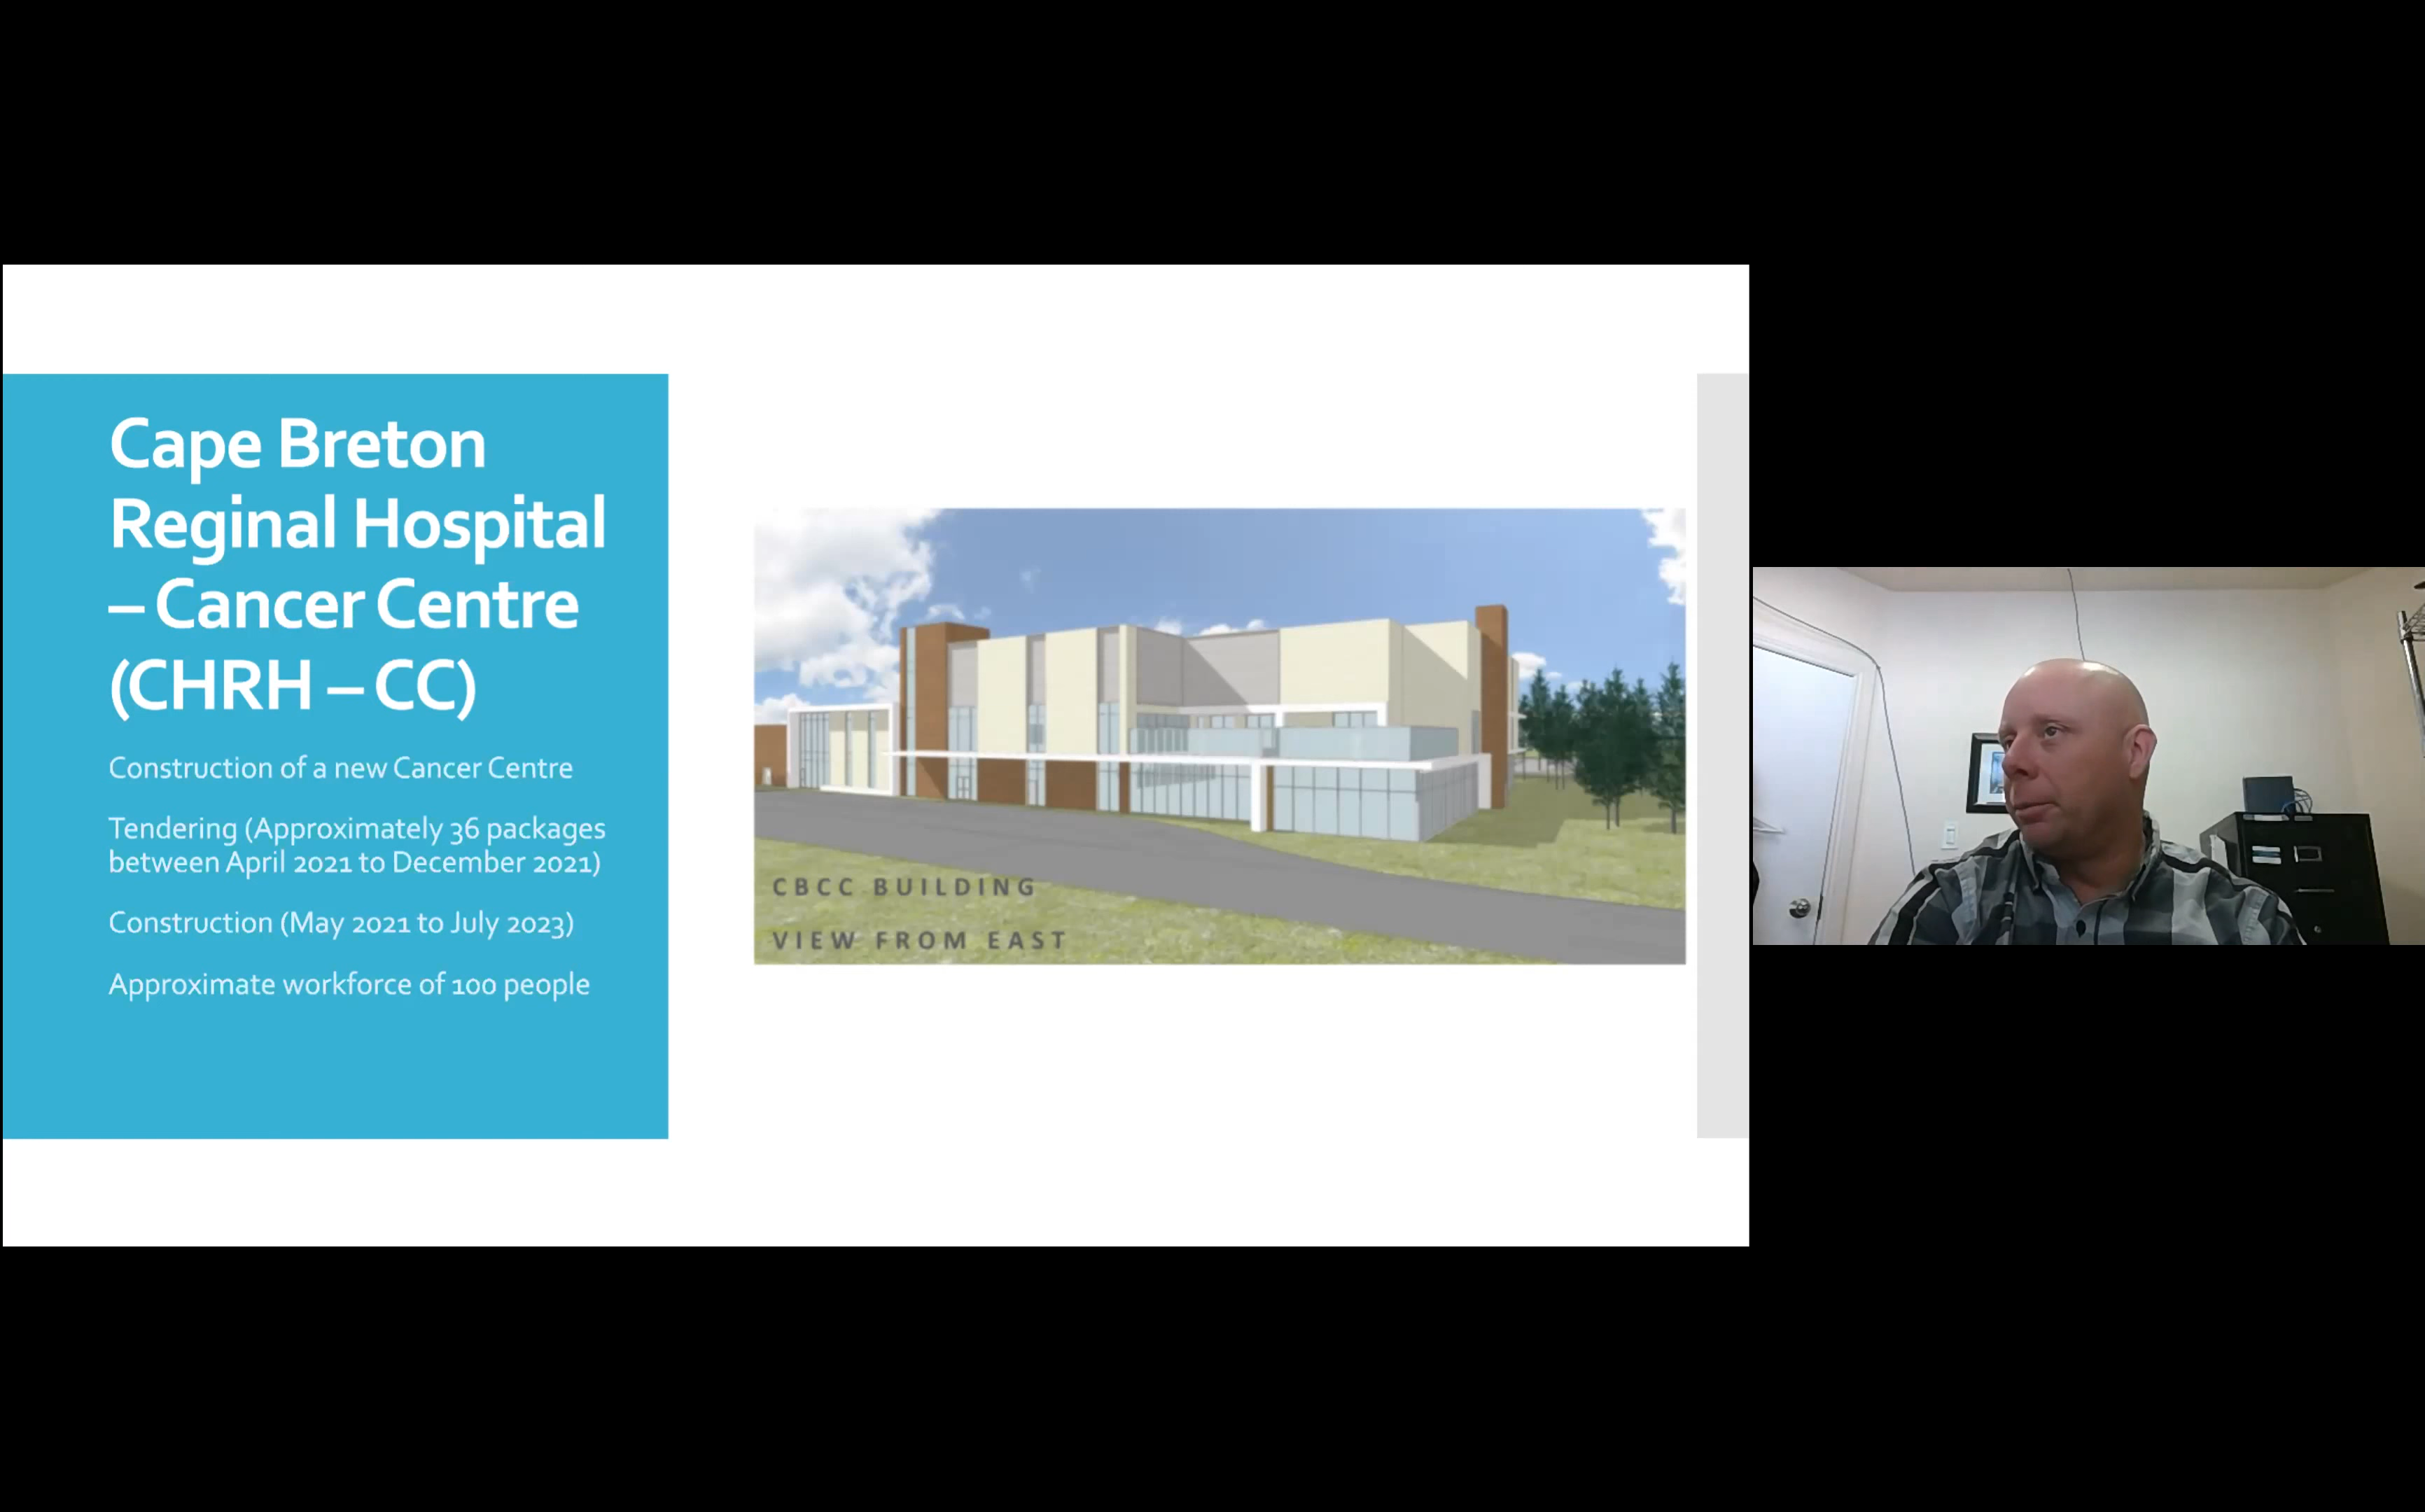 Cape Breton
Reginal Hospital
– Cancer Centre
(CHRH – CC)
Construction of a new Cancer Centre
Tendering (Approximately 36 packages
between April 2021 to December 2021)
Construction (May 2021 to July 2023)
Approximate workforce of 100 people
CBCC BUILDING
VIEW FROM EAST